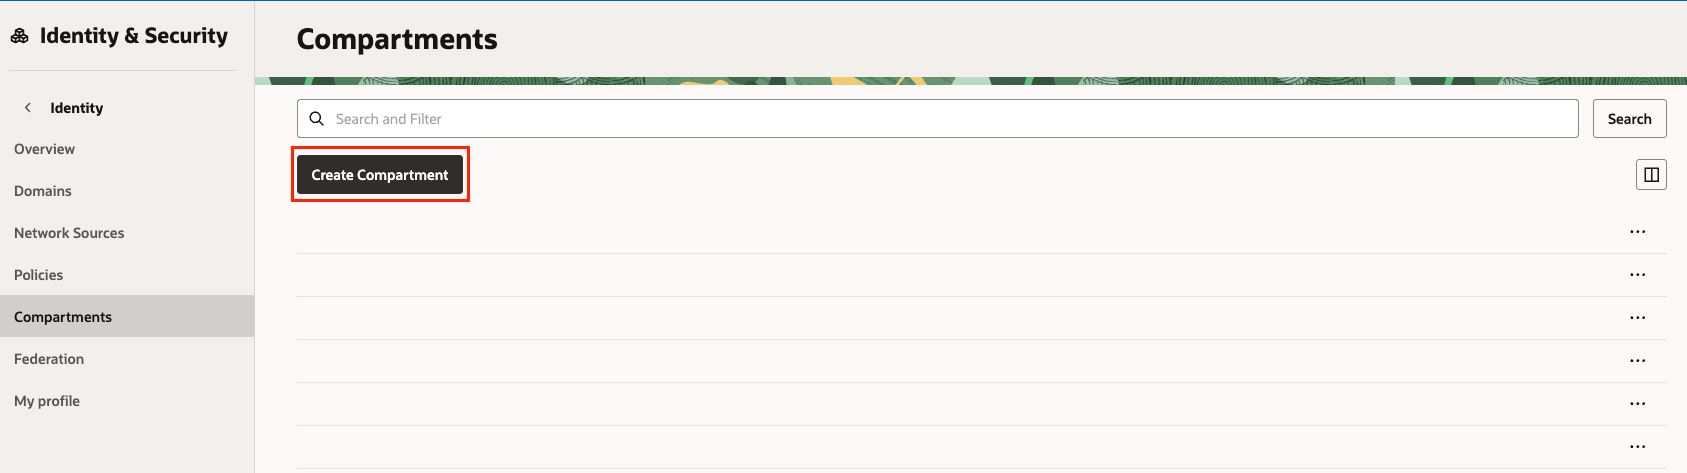 Identity & Security
Compartments
Identity
Search and Filter
Search
Overview
Create Compartment
Domains
Network Sources
Policies
Compartments
Federation
My profile